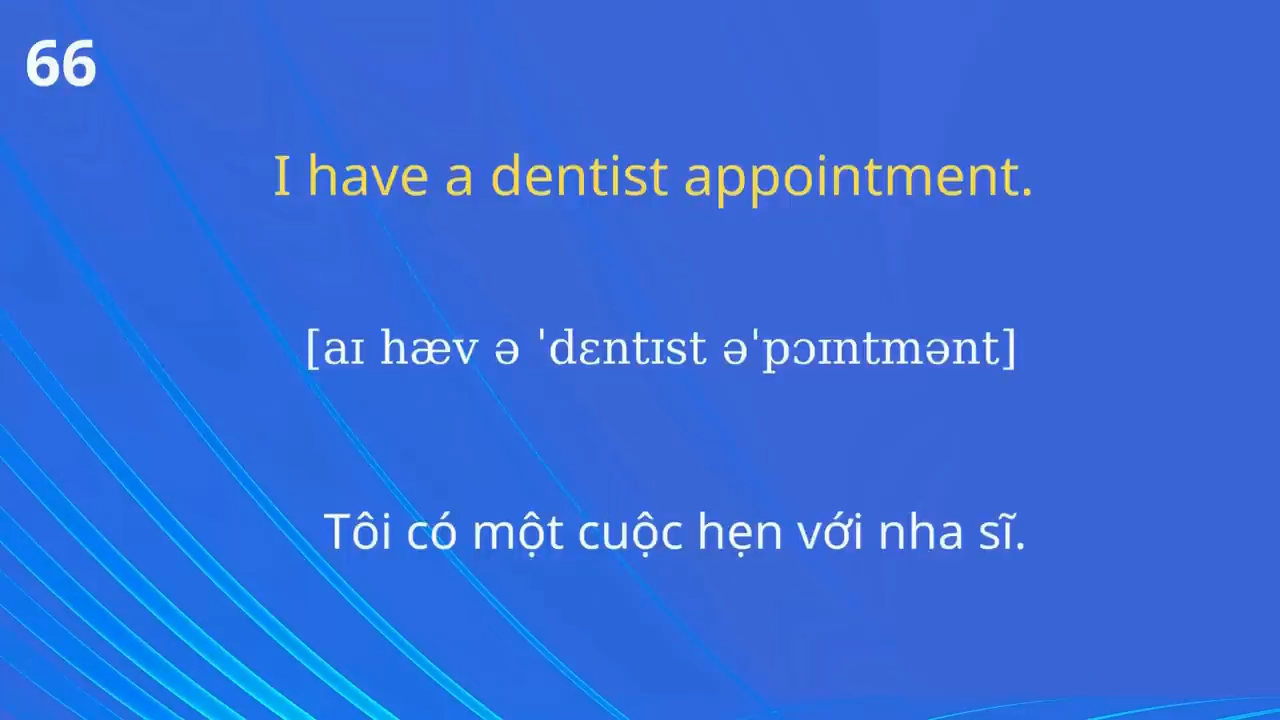 66
I have a dentist appointment.
[aɪ hæv ə ˈdɛntɪst əˈpɔɪntmənt]
Tôi có một cuộc hẹn với nha sĩ.